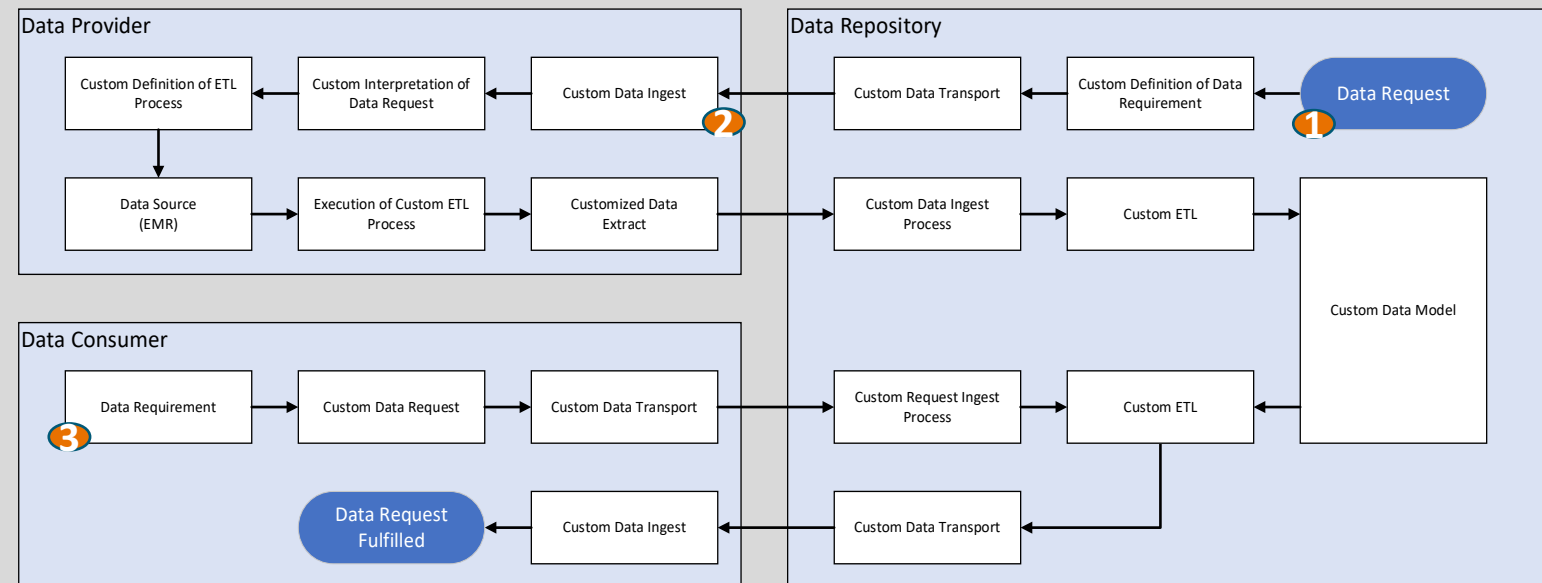 Data Provider
Custom Definition of ETL
Process
Custom Interpretation of
Data Request
Custom Data Ingest
2
Data Source
(EMR)
Execution of Custom ETL
Process
Customized Data
Extract
Data Repository
Custom Data Transport
Custom Definition of Data
Requirement
Data Request
1
Custom Data Ingest
Process
Custom ETL
Custom Data Model
Custom Request Ingest
Process
Custom ETL
Custom Data Transport
Data Consumer
Data Requirement
3
Custom Data Request
Custom Data Transport
Data Request
Fulfilled
Custom Data Ingest